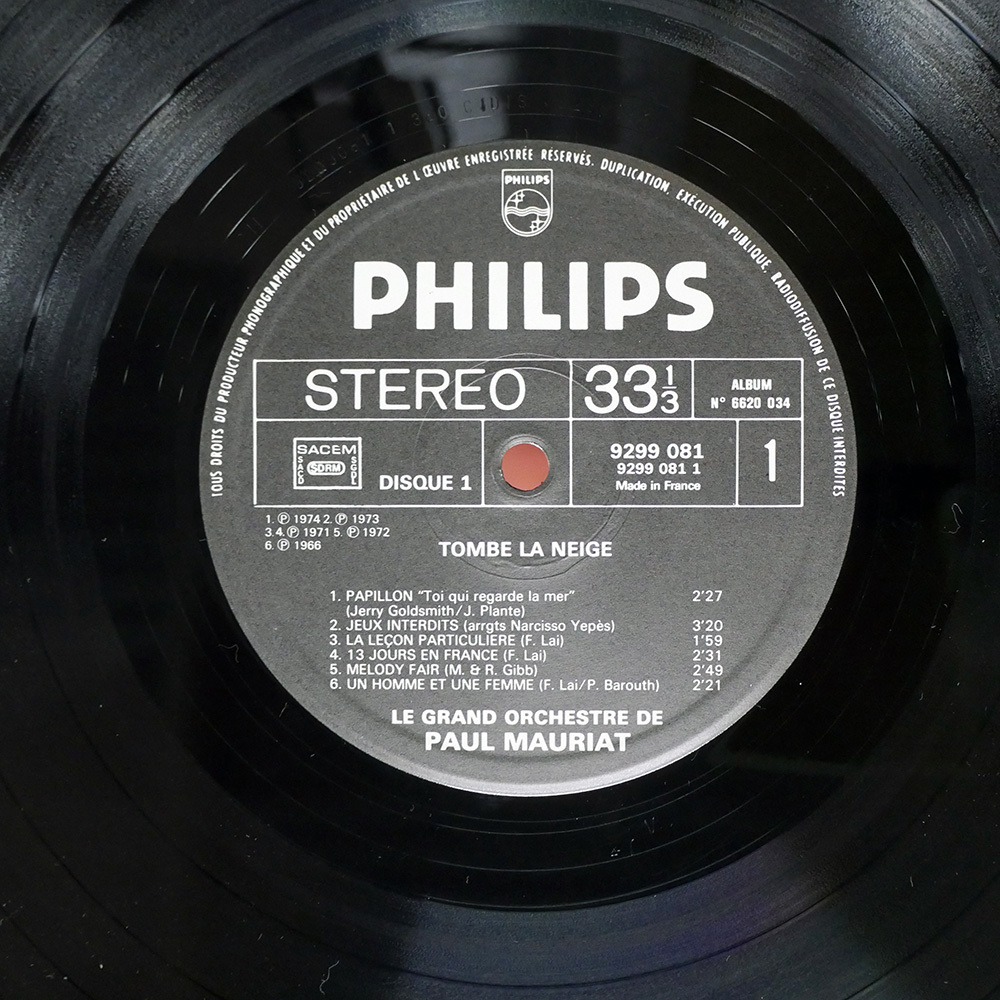 TOUS DROITS DU PRODUCTEUR PHONOGRAPHIQUE ET DU PROPRIÉTAIRE DE L'ŒUVRE ENREGISTRÉE RÉSERVÉS. DUPLICATION, EXÉCUTION PUBLIQUE, RADIODIFFUSION DE CE DISQUE INTERDITES
PHILIPS
PHILIPS
STEREO 33 1/3 ALBUM
N° 6620 034
SACEM
SACD SDRM SGDL
DISQUE 1
9299 081
9299 081 1
Made in France
1
1. ℗ 1974 2. ℗ 1973
3.4. ℗ 1971 5. ℗ 1972
6. ℗ 1966
TOMBE LA NEIGE
1. PAPILLON "Toi qui regarde la mer" 2'27
(Jerry Goldsmith/J. Plante)
2. JEUX INTERDITS (arrgts Narcisso Yepès) 3'20
3. LA LEÇON PARTICULIERE (F. Lai) 1'59
4. 13 JOURS EN FRANCE (F. Lai) 2'31
5. MELODY FAIR (M. & R. Gibb) 2'49
6. UN HOMME ET UNE FEMME (F. Lai/P. Barouth) 2'21
LE GRAND ORCHESTRE DE
PAUL MAURIAT